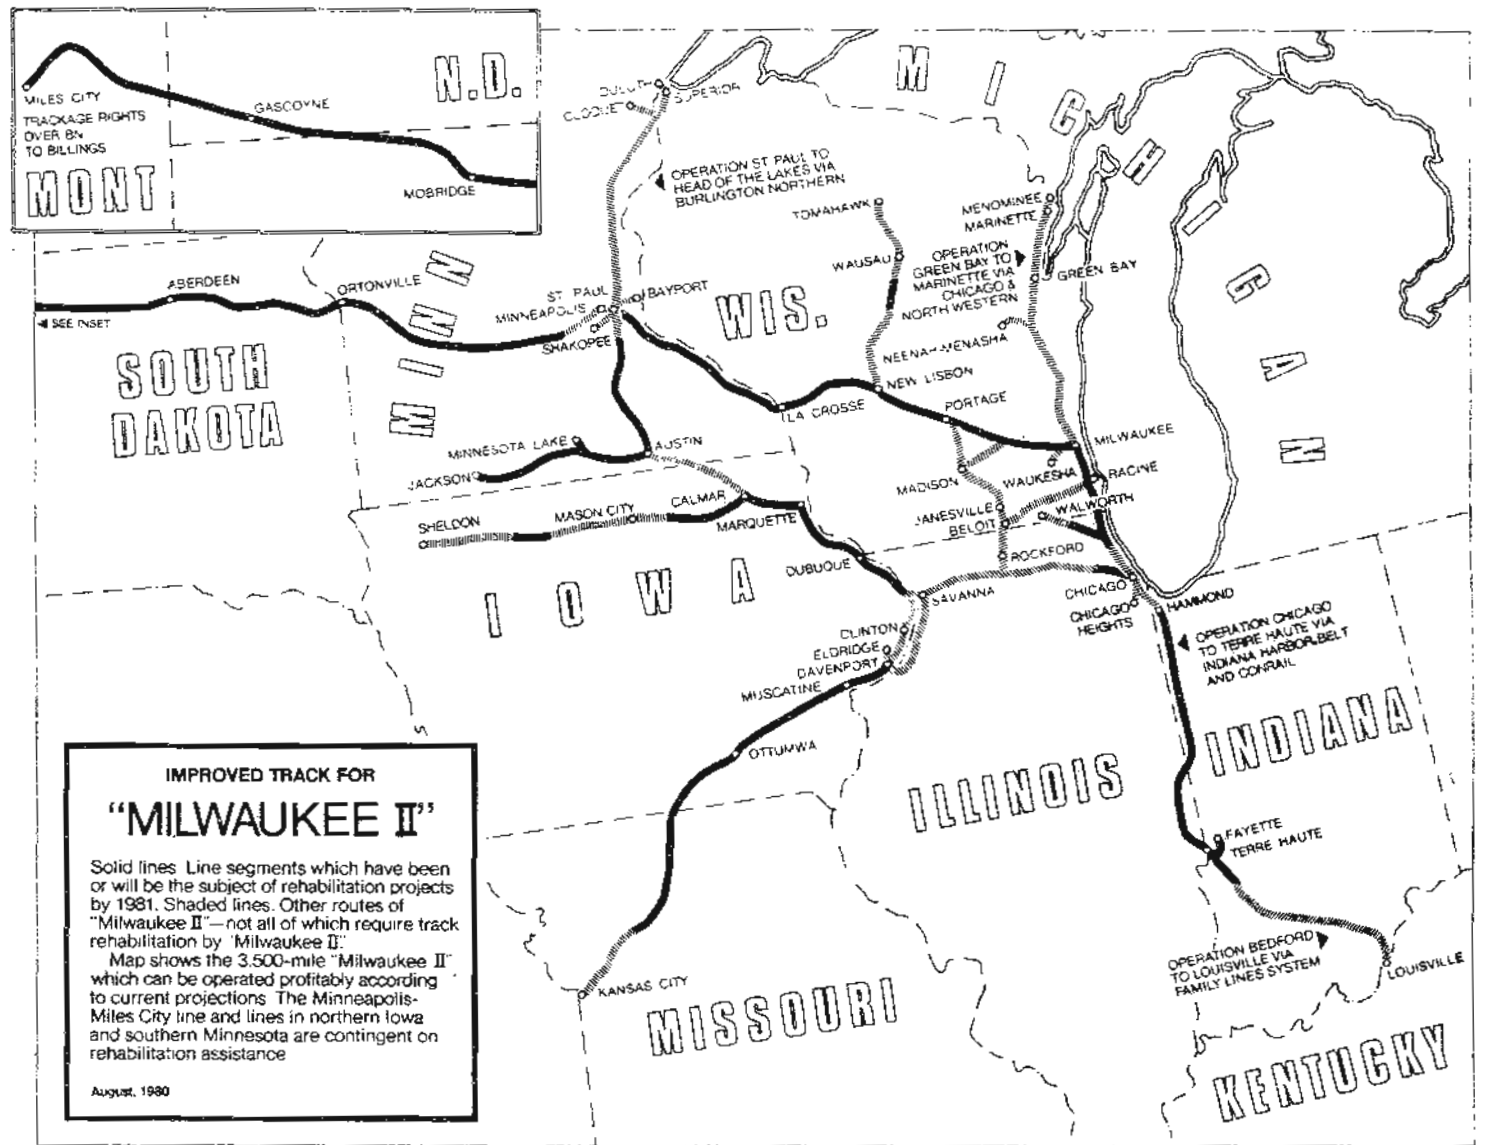 MILES CITY
TRACKAGE RIGHTS
OVER BN
TO BILLINGS
MONT
GASCOYNE
N.D.
MOBRIDGE
DULUTH
SUPERIOR
CLOQUET
OPERATION ST PAUL TO
HEAD OF THE LAKES VIA
BURLINGTON NORTHERN
MICHIGAN
TOMAHAWK
WAUSAU
MENOMINEE
MARINETTE
OPERATION
GREEN BAY TO
MARINETTE VIA
CHICAGO &
NORTH WESTERN
GREEN BAY
NEENAH-MENASHA
ABERDEEN
ORTONVILLE
SEE INSET
MINN
ST PAUL
MINNEAPOLIS
BAYPORT
SHAKOPEE
WIS.
SOUTH
DAKOTA
LA CROSSE
NEW LISBON
PORTAGE
MILWAUKEE
MINNESOTA LAKE
AUSTIN
JACKSON
MADISON
WAUKESHA
RACINE
WALWORTH
JANESVILLE
BELOIT
SHELDON
MASON CITY
CALMAR
MARQUETTE
ROCKFORD
IOWA
DUBUQUE
SAVANNA
CHICAGO
CHICAGO
HEIGHTS
HAMMOND
OPERATION CHICAGO
TO TERRE HAUTE VIA
INDIANA HARBOR BELT
AND CONRAIL
CLINTON
ELDRIDGE
DAVENPORT
MUSCATINE
OTTUMWA
ILLINOIS
INDIANA
FAYETTE
TERRE HAUTE
OPERATION BEDFORD
TO LOUISVILLE VIA
FAMILY LINES SYSTEM
LOUISVILLE
KANSAS CITY
MISSOURI
KENTUCKY
IMPROVED TRACK FOR
"MILWAUKEE II"
Solid lines Line segments which have been
or will be the subject of rehabilitation projects
by 1981. Shaded lines. Other routes of
"Milwaukee II"—not all of which require track
rehabilitation by "Milwaukee II."
Map shows the 3,500-mile "Milwaukee II"
which can be operated profitably according
to current projections The Minneapolis-
Miles City line and lines in northern Iowa
and southern Minnesota are contingent on
rehabilitation assistance
August, 1980